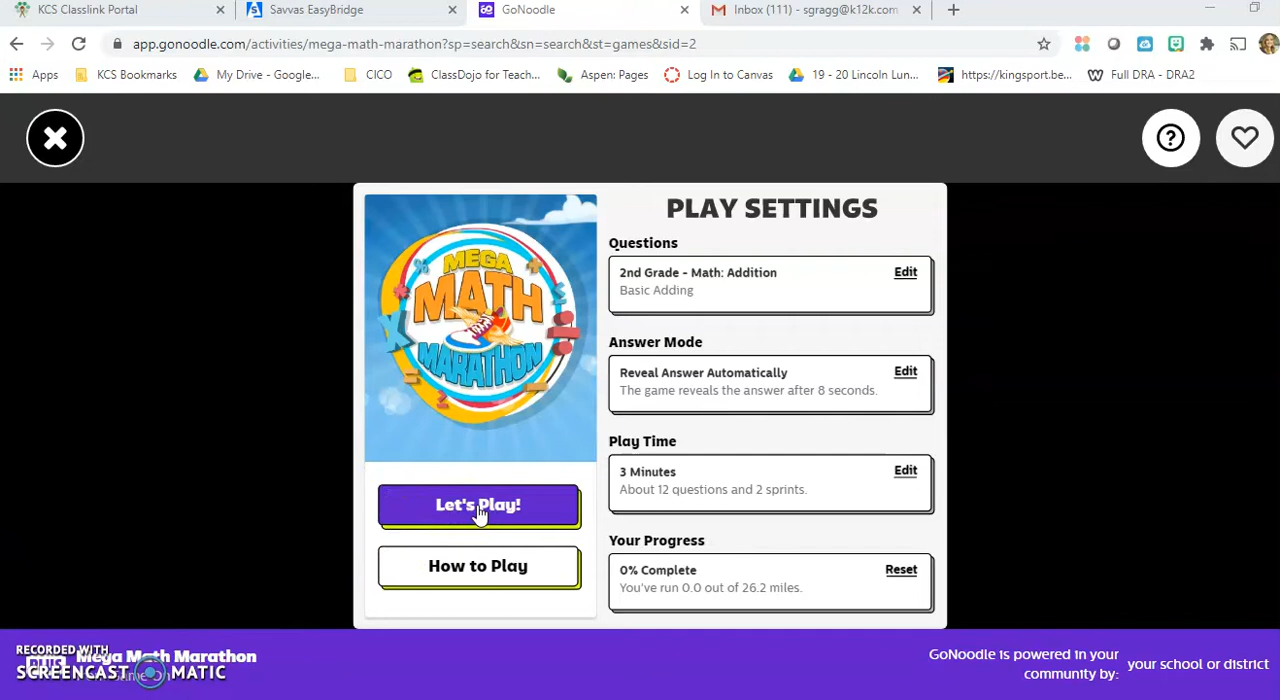 KCS Classlink Portal
Savvas EasyBridge
GoNoodle
Inbox (111) - sgragg@k12k.com
app.gonoodle.com/activities/mega-math-marathon?sp=search&sn=search&st=games&sid=2
Apps KCS Bookmarks My Drive - Google... CICO ClassDojo for Teach... Aspen: Pages Log In to Canvas 19 - 20 Lincoln Lun... https://kingsport.be... Full DRA - DRA2
MEGA
MATH
MARATHON
Let's Play!
How to Play
PLAY SETTINGS
Questions
2nd Grade - Math: Addition Edit
Basic Adding
Answer Mode
Reveal Answer Automatically Edit
The game reveals the answer after 8 seconds.
Play Time
3 Minutes Edit
About 12 questions and 2 sprints.
Your Progress
0% Complete Reset
You've run 0.0 out of 26.2 miles.
RECORDED WITH
SCREENCAST MATIC
Mega Math Marathon
GoNoodle is powered in your
community by:
your school or district